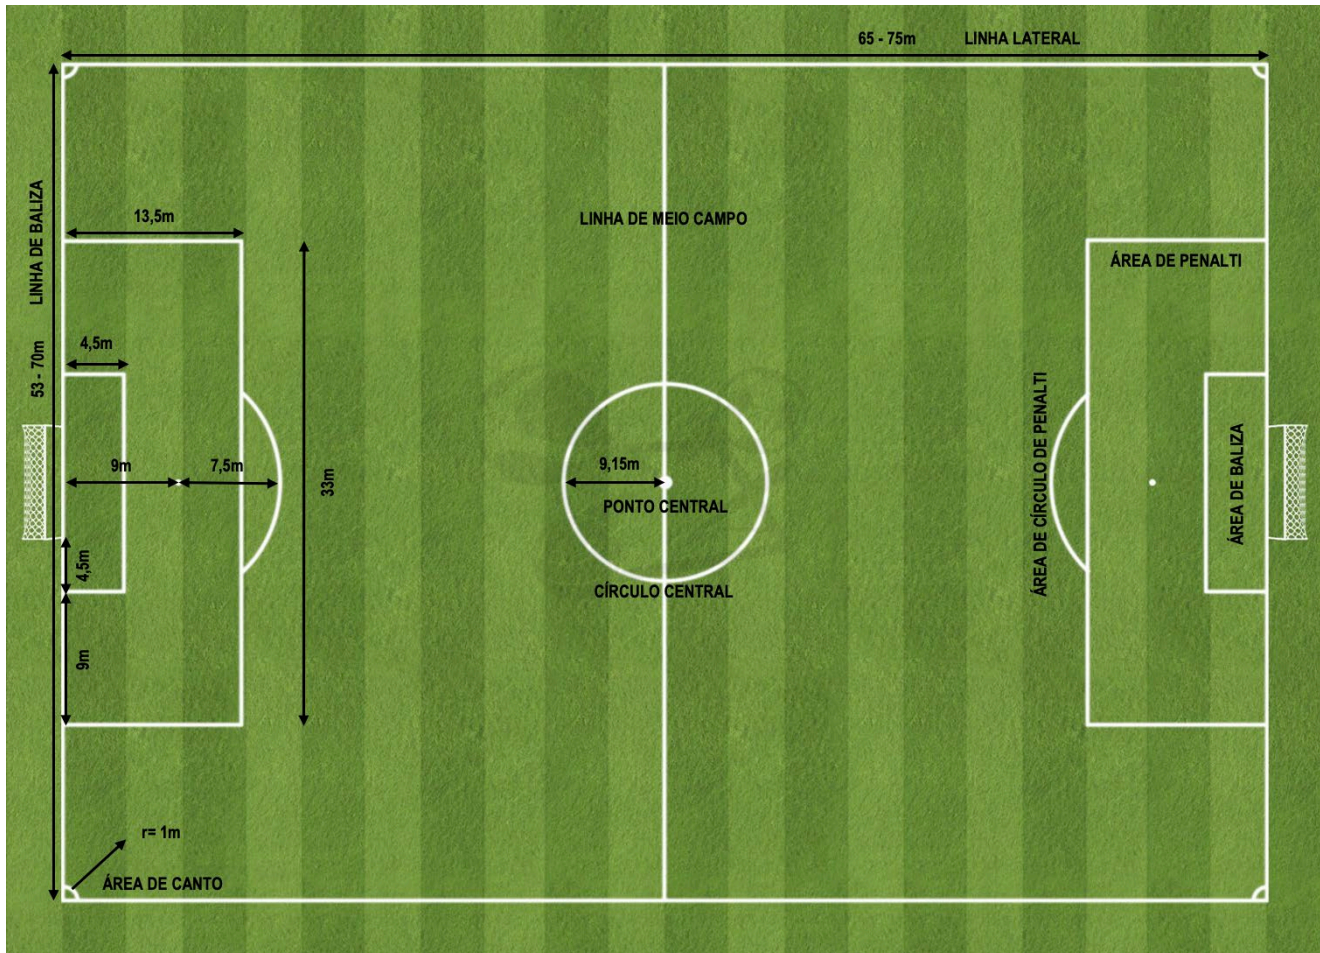 65 - 75m
LINHA LATERAL
LINHA DE BALIZA
53 - 70m
13,5m
LINHA DE MEIO CAMPO
ÁREA DE PENALTI
4,5m
9m
7,5m
33m
9,15m
PONTO CENTRAL
ÁREA DE CÍRCULO DE PENALTI
ÁREA DE BALIZA
4,5m
CÍRCULO CENTRAL
9m
r= 1m
ÁREA DE CANTO